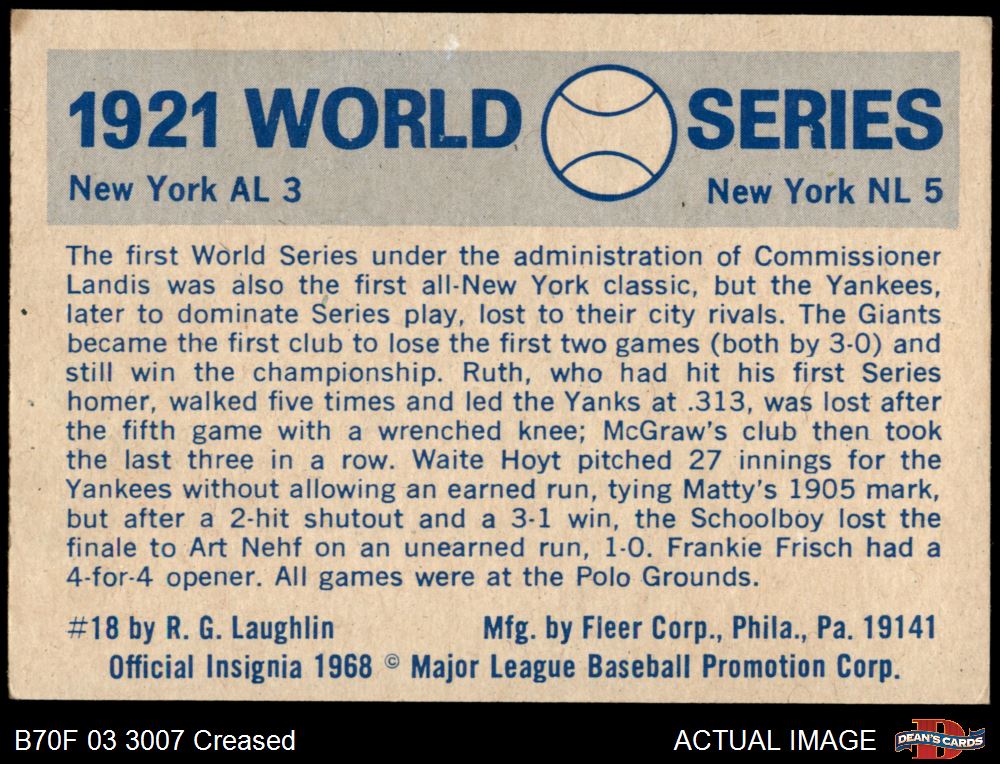 1921 WORLD SERIES
New York AL 3 New York NL 5
The first World Series under the administration of Commissioner
Landis was also the first all-New York classic, but the Yankees,
later to dominate Series play, lost to their city rivals. The Giants
became the first club to lose the first two games (both by 3-0) and
still win the championship. Ruth, who had hit his first Series
homer, walked five times and led the Yanks at .313, was lost after
the fifth game with a wrenched knee; McGraw's club then took
the last three in a row. Waite Hoyt pitched 27 innings for the
Yankees without allowing an earned run, tying Matty's 1905 mark,
but after a 2-hit shutout and a 3-1 win, the Schoolboy lost the
finale to Art Nehf on an unearned run, 1-0. Frankie Frisch had a
4-for-4 opener. All games were at the Polo Grounds.
#18 by R. G. Laughlin Mfg. by Fleer Corp., Phila., Pa. 19141
Official Insignia 1968 © Major League Baseball Promotion Corp.
B70F 03 3007 Creased ACTUAL IMAGE D DEAN'S CARDS